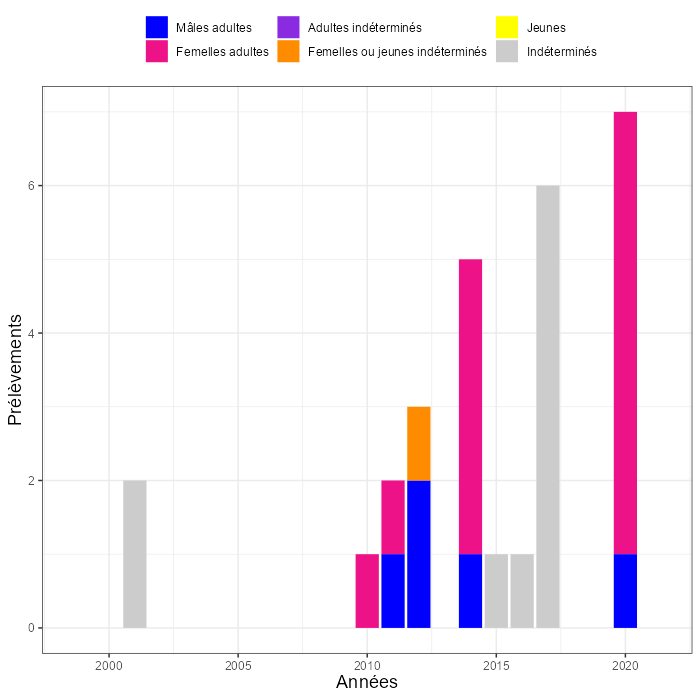 Mâles adultes Adultes indéterminés Jeunes
Femelles adultes Femelles ou jeunes indéterminés Indéterminés
Prélèvements
6
4
2
0
2000 2005 2010 2015 2020
Années